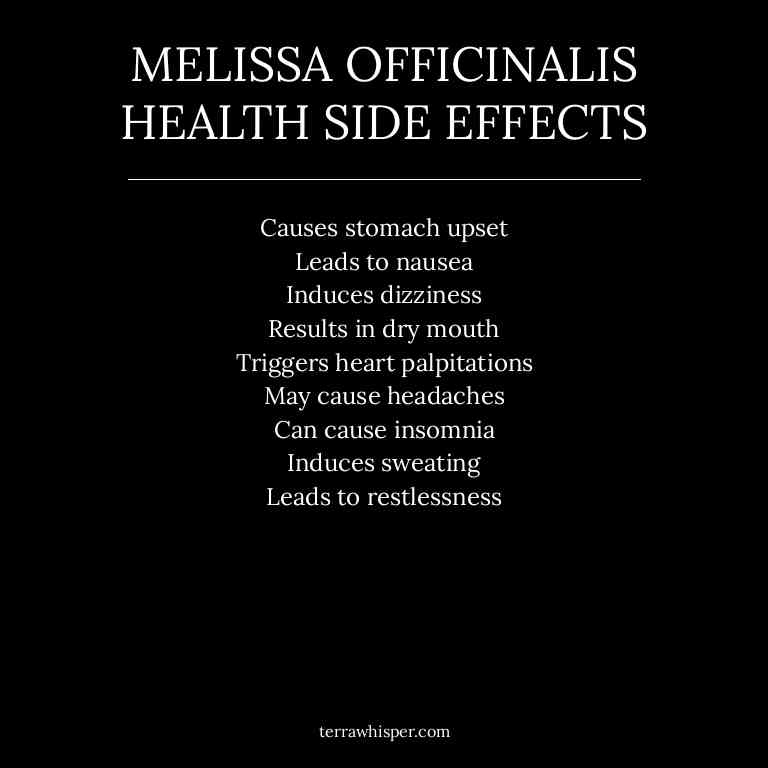 MELISSA OFFICINALIS
HEALTH SIDE EFFECTS
Causes stomach upset
Leads to nausea
Induces dizziness
Results in dry mouth
Triggers heart palpitations
May cause headaches
Can cause insomnia
Induces sweating
Leads to restlessness
terrawhisper.com